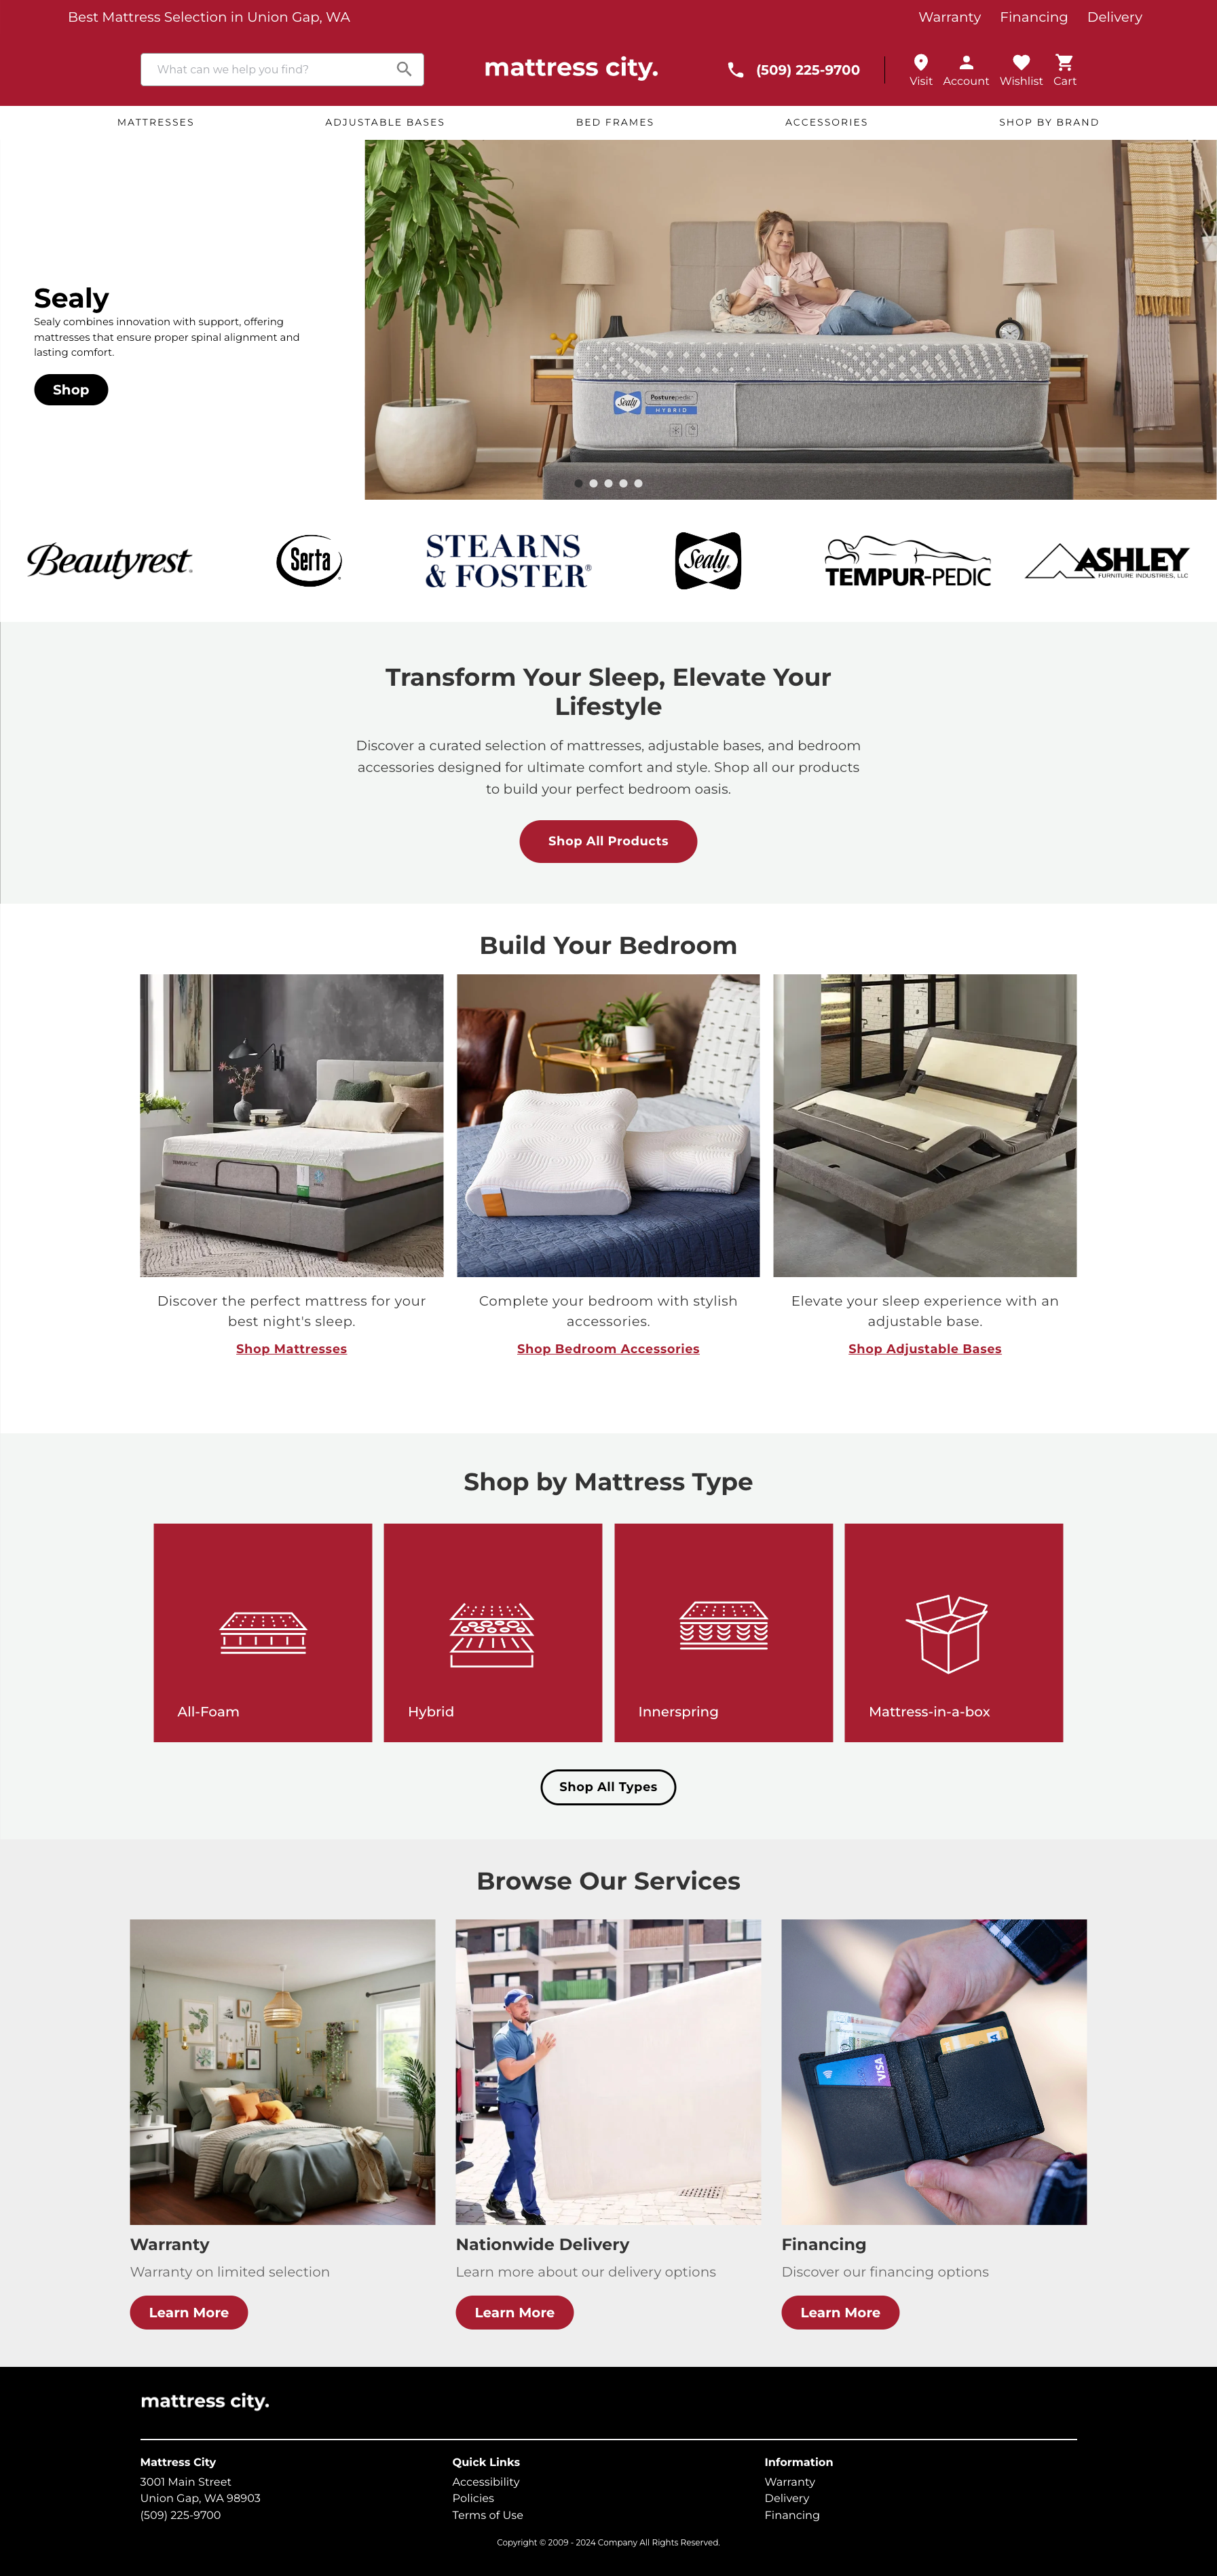 Best Mattress Selection in Union Gap, WA
Warranty Financing Delivery
What can we help you find?
mattress city.
(509) 225-9700
Visit Account Wishlist Cart
MATTRESSES ADJUSTABLE BASES BED FRAMES ACCESSORIES SHOP BY BRAND
Sealy
Sealy combines innovation with support, offering
mattresses that ensure proper spinal alignment and
lasting comfort.
Shop
Sealy
Posturepedic
HYBRID
Beautyrest
Serta
STEARNS
& FOSTER®
Sealy
TEMPUR-PEDIC
ASHLEY
FURNITURE INDUSTRIES, LLC
Transform Your Sleep, Elevate Your
Lifestyle
Discover a curated selection of mattresses, adjustable bases, and bedroom
accessories designed for ultimate comfort and style. Shop all our products
to build your perfect bedroom oasis.
Shop All Products
Build Your Bedroom
TEMPUR-PEDIC
Discover the perfect mattress for your
best night's sleep.
Shop Mattresses
Complete your bedroom with stylish
accessories.
Shop Bedroom Accessories
Elevate your sleep experience with an
adjustable base.
Shop Adjustable Bases
Shop by Mattress Type
All-Foam
Hybrid
Innerspring
Mattress-in-a-box
Shop All Types
Browse Our Services
VISA
Warranty
Warranty on limited selection
Learn More
Nationwide Delivery
Learn more about our delivery options
Learn More
Financing
Discover our financing options
Learn More
mattress city.
Mattress City
3001 Main Street
Union Gap, WA 98903
(509) 225-9700
Quick Links
Accessibility
Policies
Terms of Use
Information
Warranty
Delivery
Financing
Copyright © 2009 - 2024 Company All Rights Reserved.